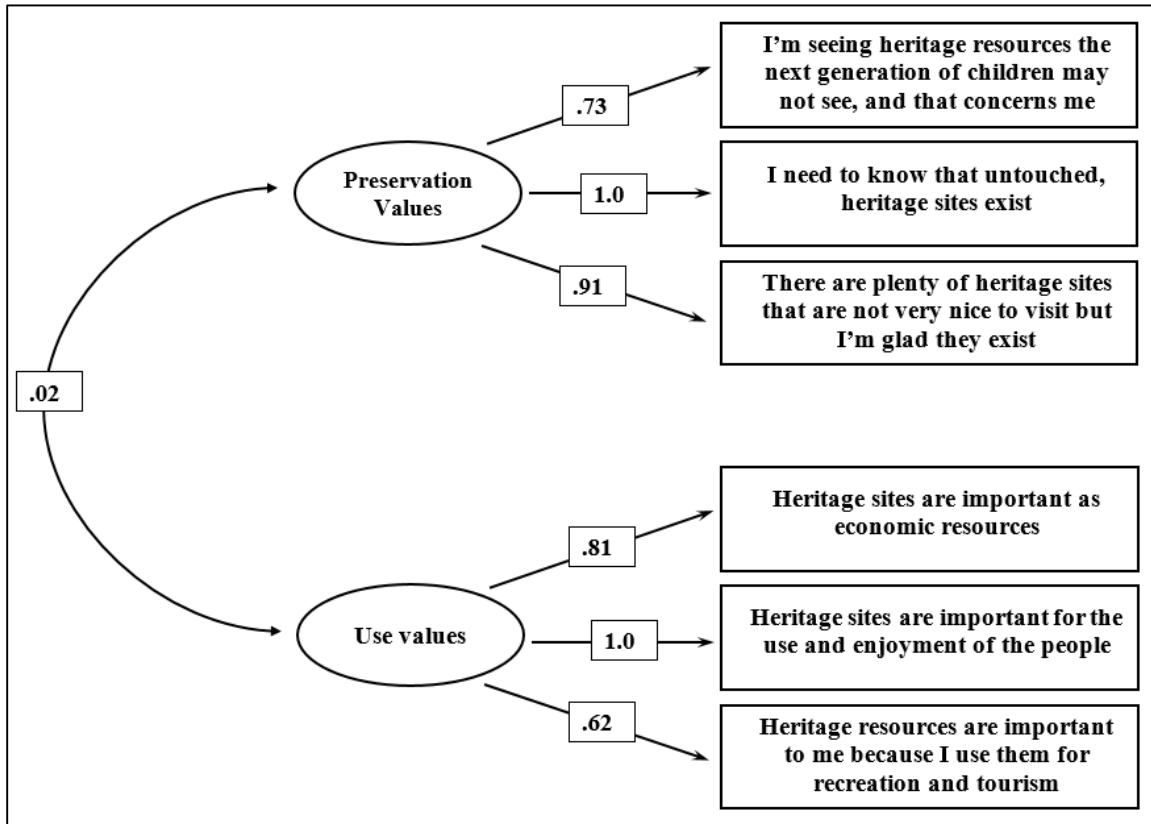 I'm seeing heritage resources the
next generation of children may
not see, and that concerns me
.73
Preservation
Values
1.0
I need to know that untouched,
heritage sites exist
.91
There are plenty of heritage sites
that are not very nice to visit but
I'm glad they exist
.02
Heritage sites are important as
economic resources
.81
Use values
1.0
Heritage sites are important for the
use and enjoyment of the people
.62
Heritage resources are important
to me because I use them for
recreation and tourism